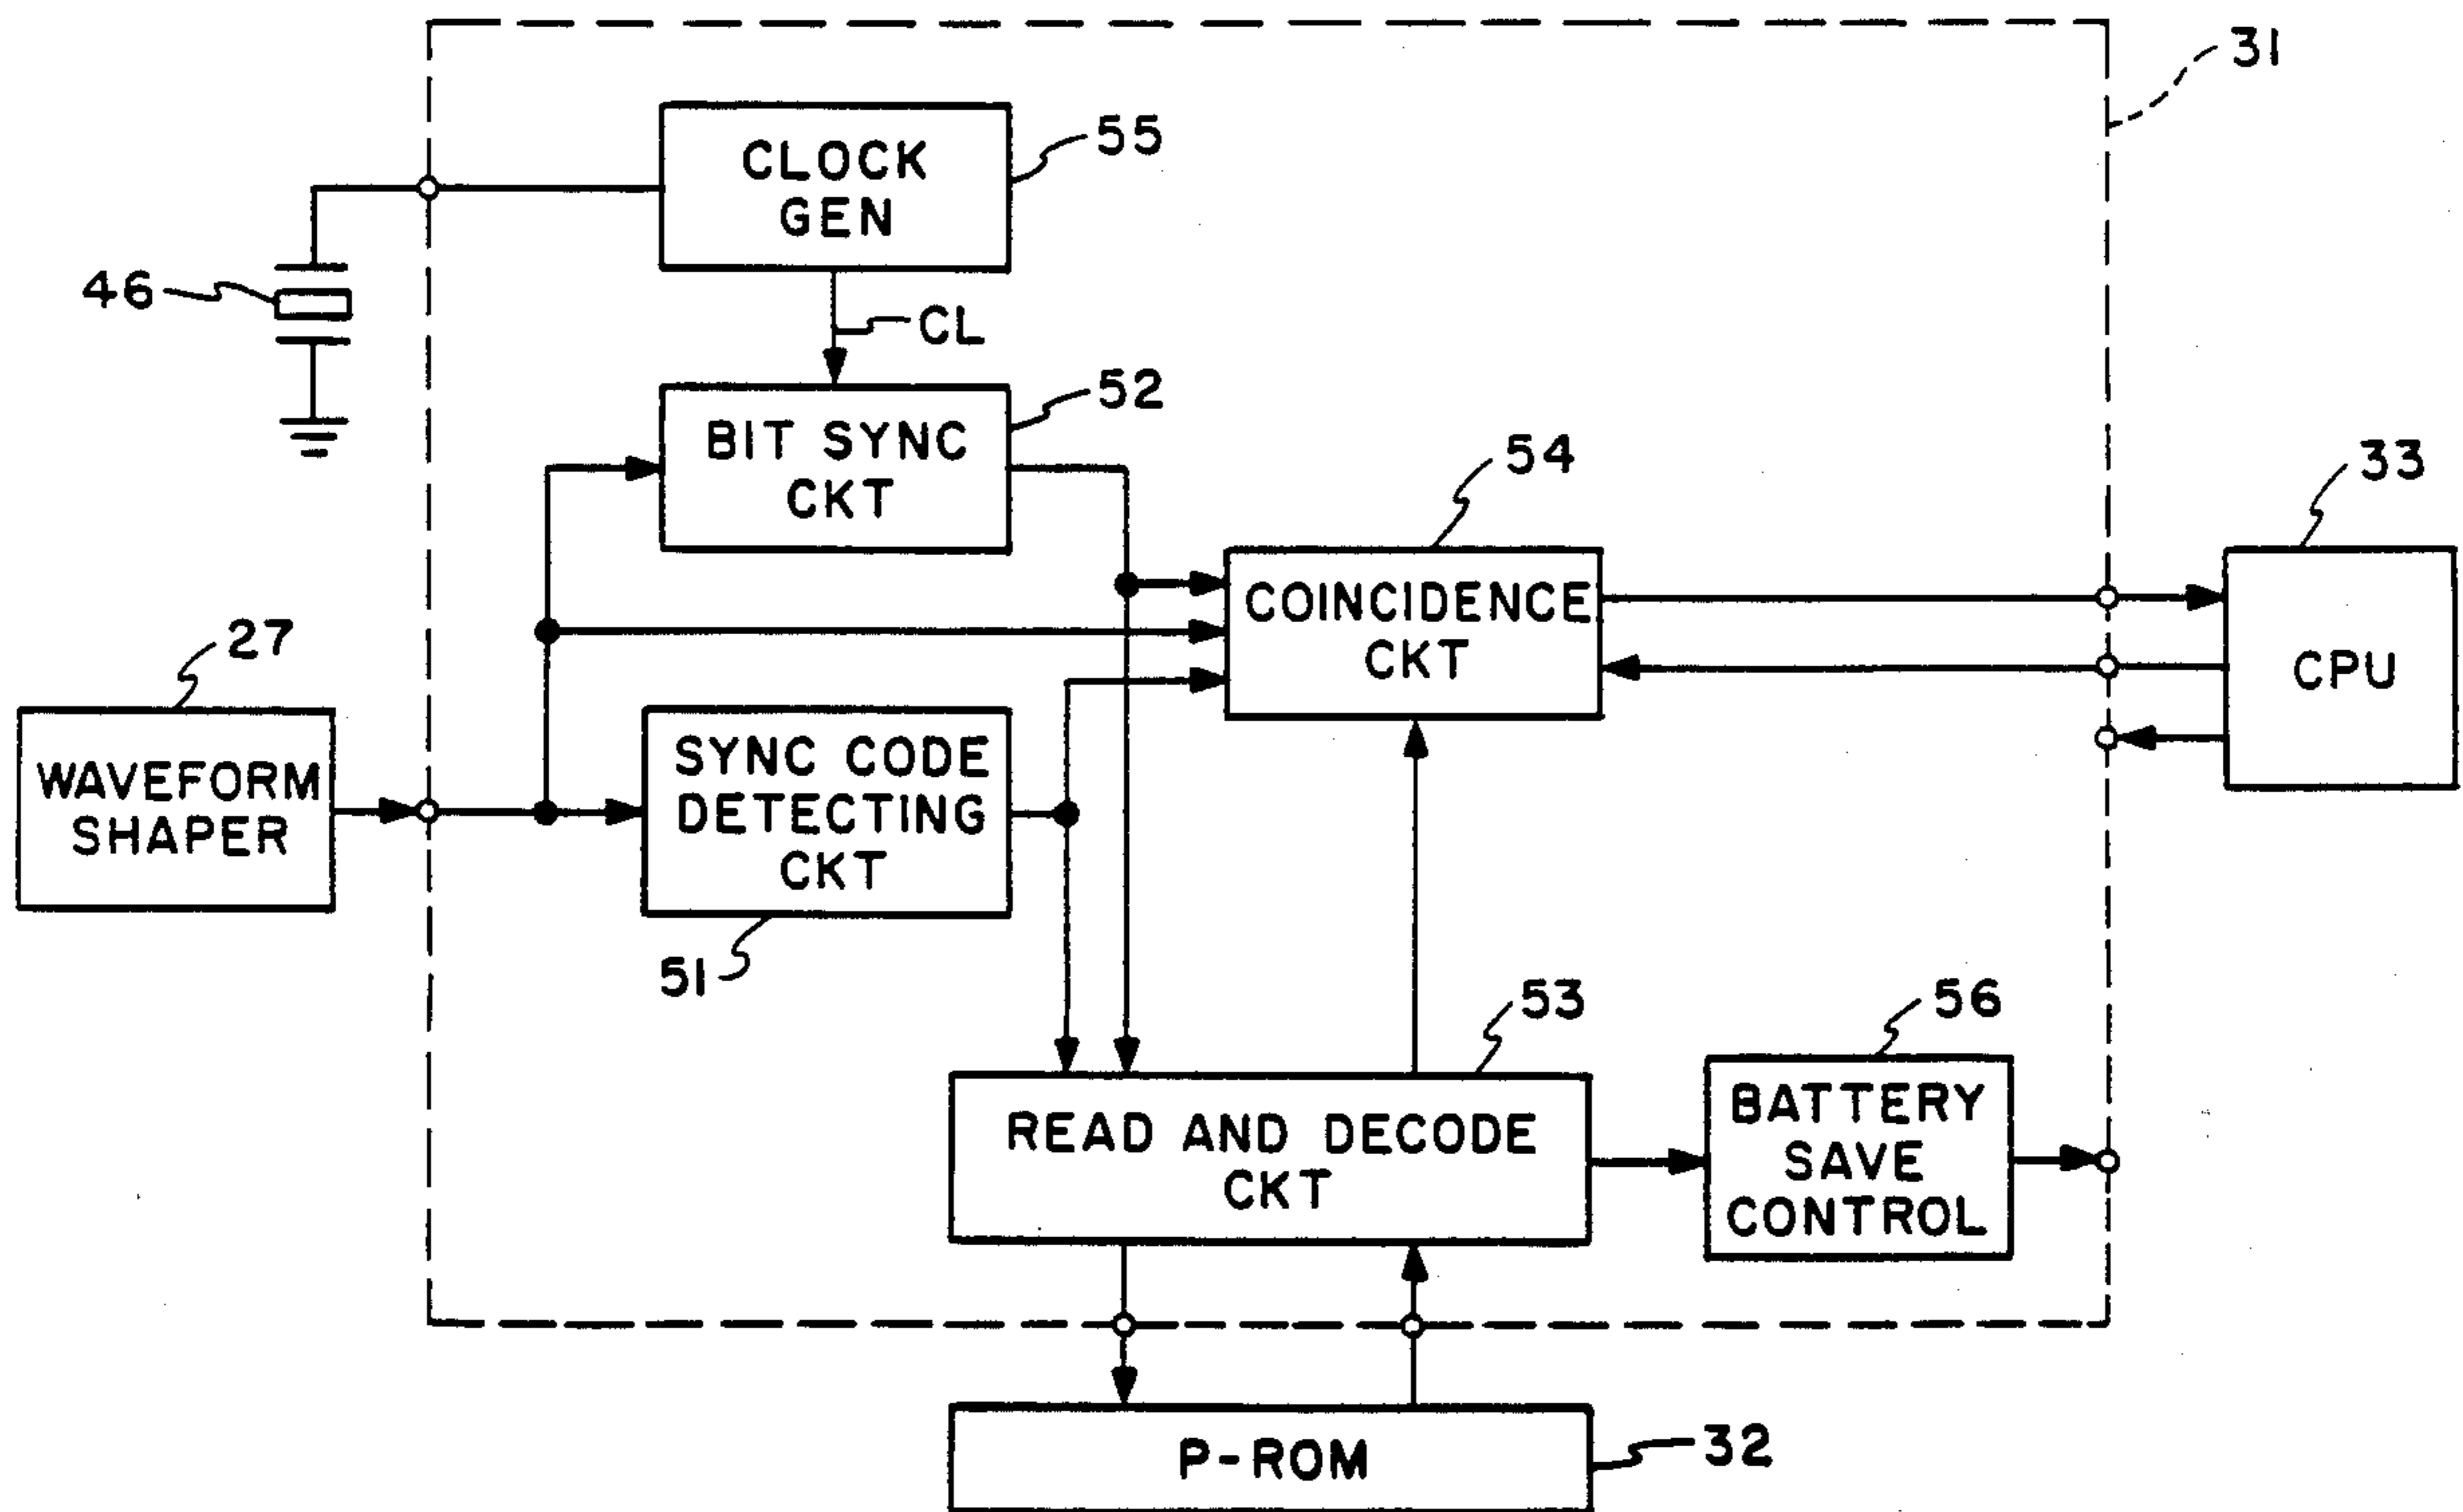 31
CLOCK
GEN
55
46
CL
BIT SYNC
CKT
52
54
33
COINCIDENCE
CKT
CPU
27
WAVEFORM
SHAPER
SYNC CODE
DETECTING
CKT
51
53
56
READ AND DECODE
CKT
BATTERY
SAVE
CONTROL
P-ROM
32